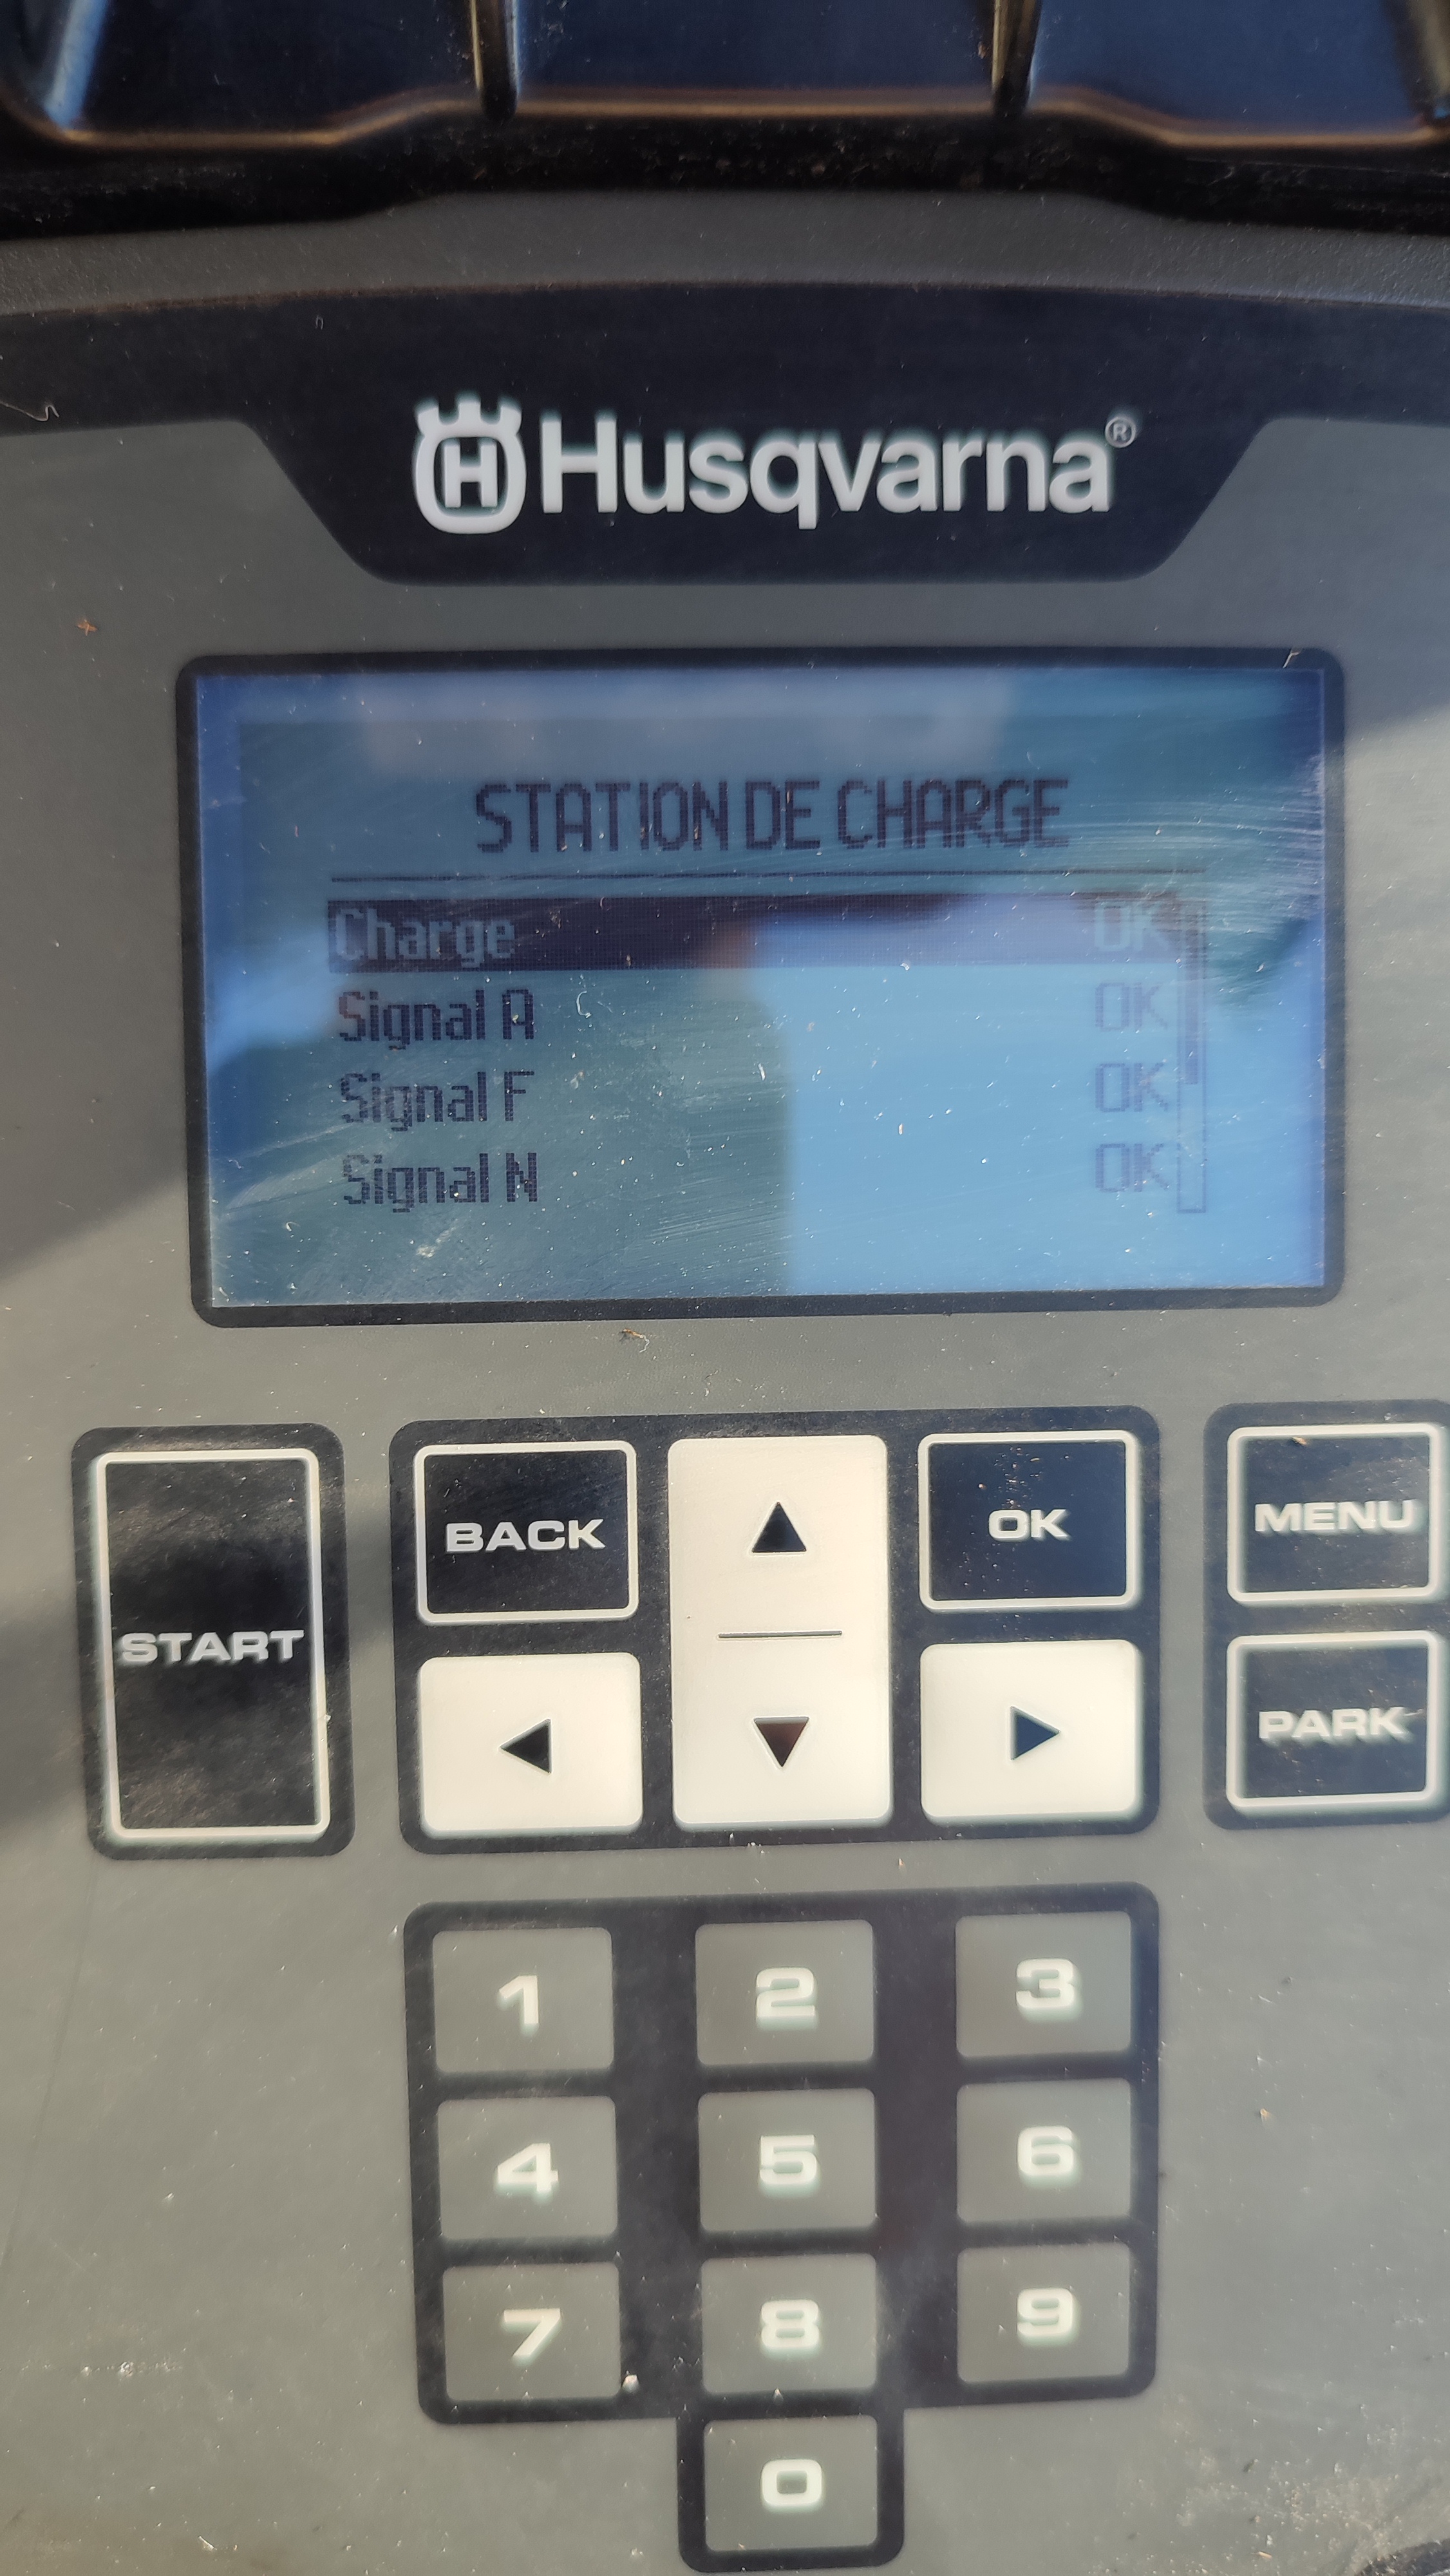 Husqvarna®
STATION DE CHARGE
Charge OK
Signal A OK
Signal F OK
Signal N OK
START
BACK
OK
MENU
PARK
1 2 3
4 5 6
7 8 9
0